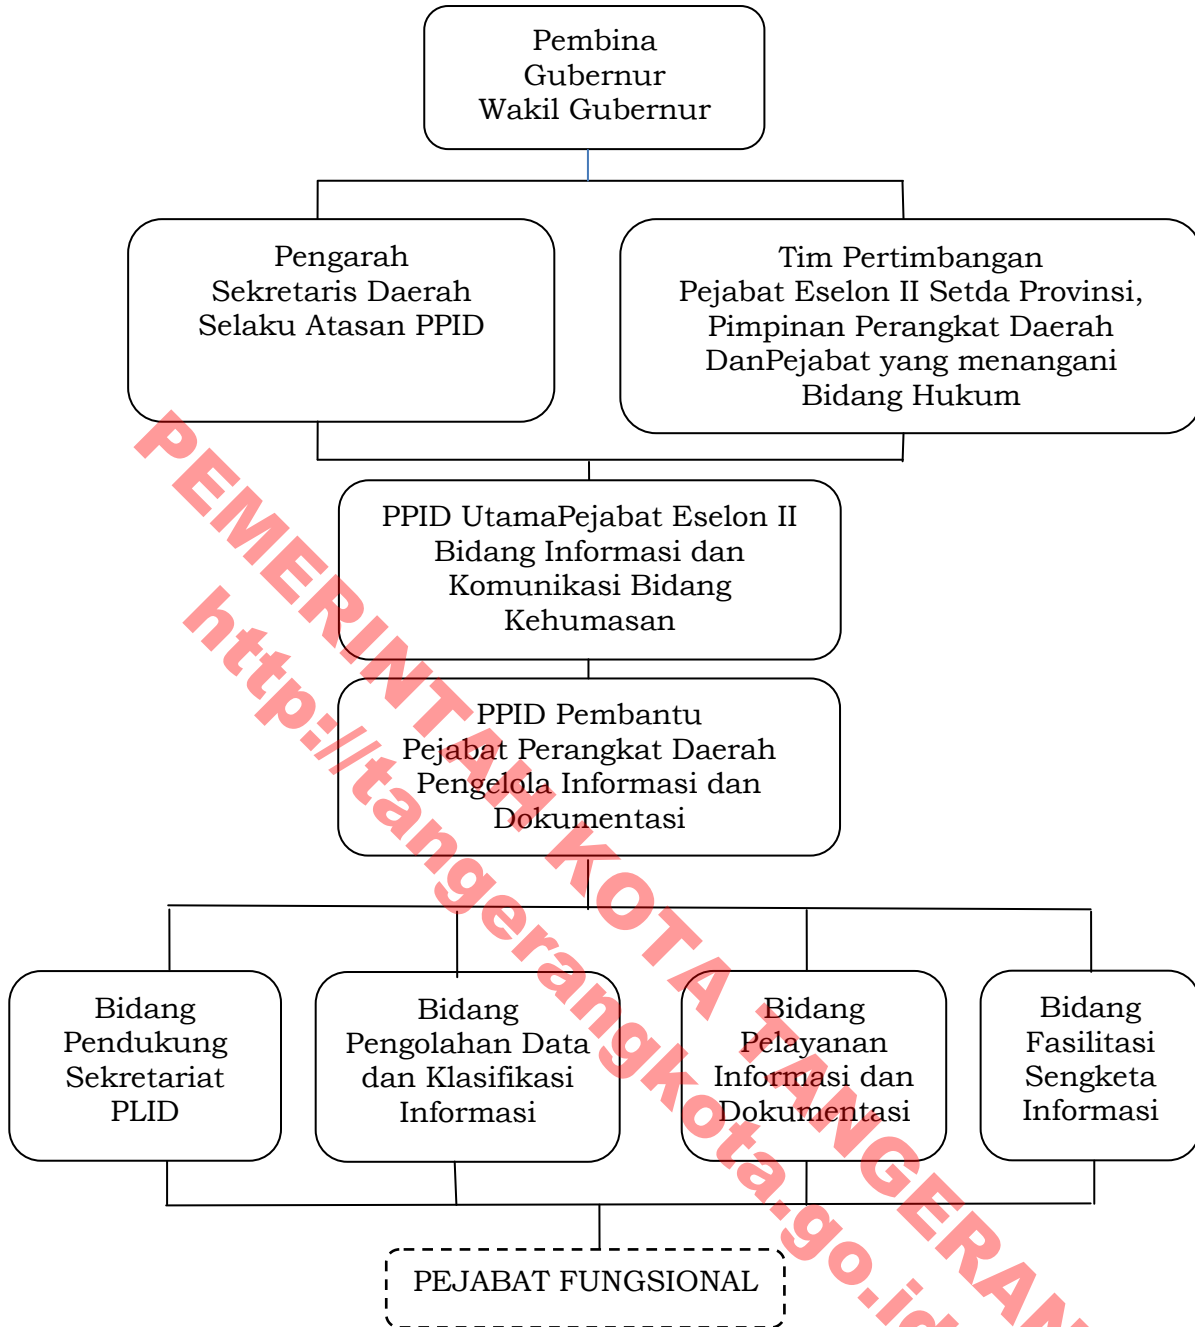 Pembina
Gubernur
Wakil Gubernur
Pengarah
Sekretaris Daerah
Selaku Atasan PPID
Tim Pertimbangan
Pejabat Eselon II Setda Provinsi,
Pimpinan Perangkat Daerah
DanPejabat yang menangani
Bidang Hukum
PPID UtamaPejabat Eselon II
Bidang Informasi dan
Komunikasi Bidang
Kehumasan
PPID Pembantu
Pejabat Perangkat Daerah
Pengelola Informasi dan
Dokumentasi
Bidang
Pendukung
Sekretariat
PLID
Bidang
Pengolahan Data
dan Klasifikasi
Informasi
Bidang
Pelayanan
Informasi dan
Dokumentasi
Bidang
Fasilitasi
Sengketa
Informasi
PEJABAT FUNGSIONAL
PEMERINTAH KOTA TANGERAN
http://tangerangkota.go.id